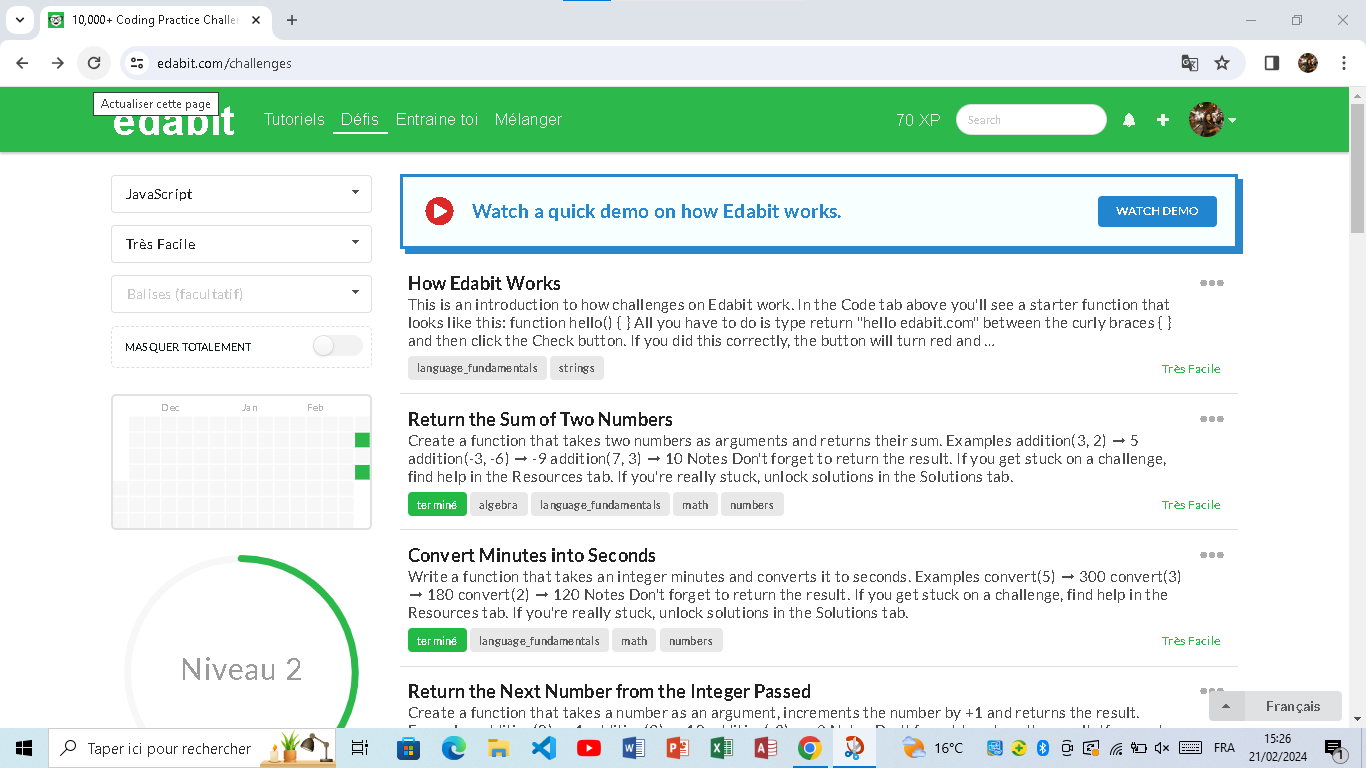 10,000+ Coding Practice Challe
edabit.com/challenges
Actualiser cette page
edabit
Tutoriels Défis Entraine toi Mélanger
70 XP
Search
JavaScript
Très Facile
Balises (facultatif)
MASQUER TOTALEMENT
Dec Jan Feb
Niveau 2
Watch a quick demo on how Edabit works.
WATCH DEMO
How Edabit Works
This is an introduction to how challenges on Edabit work. In the Code tab above you'll see a starter function that
looks like this: function hello() { } All you have to do is type return "hello edabit.com" between the curly braces { }
and then click the Check button. If you did this correctly, the button will turn red and ...
language_fundamentals strings
Très Facile
Return the Sum of Two Numbers
Create a function that takes two numbers as arguments and returns their sum. Examples addition(3, 2) ➞ 5
addition(-3, -6) ➞ -9 addition(7, 3) ➞ 10 Notes Don't forget to return the result. If you get stuck on a challenge,
find help in the Resources tab. If you're really stuck, unlock solutions in the Solutions tab.
terminé algebra language_fundamentals math numbers
Très Facile
Convert Minutes into Seconds
Write a function that takes an integer minutes and converts it to seconds. Examples convert(5) ➞ 300 convert(3)
➞ 180 convert(2) ➞ 120 Notes Don't forget to return the result. If you get stuck on a challenge, find help in the
Resources tab. If you're really stuck, unlock solutions in the Solutions tab.
terminé language_fundamentals math numbers
Très Facile
Return the Next Number from the Integer Passed
Create a function that takes a number as an argument, increments the number by +1 and returns the result.
Français
Taper ici pour rechercher
16°C
FRA
15:26
21/02/2024
1